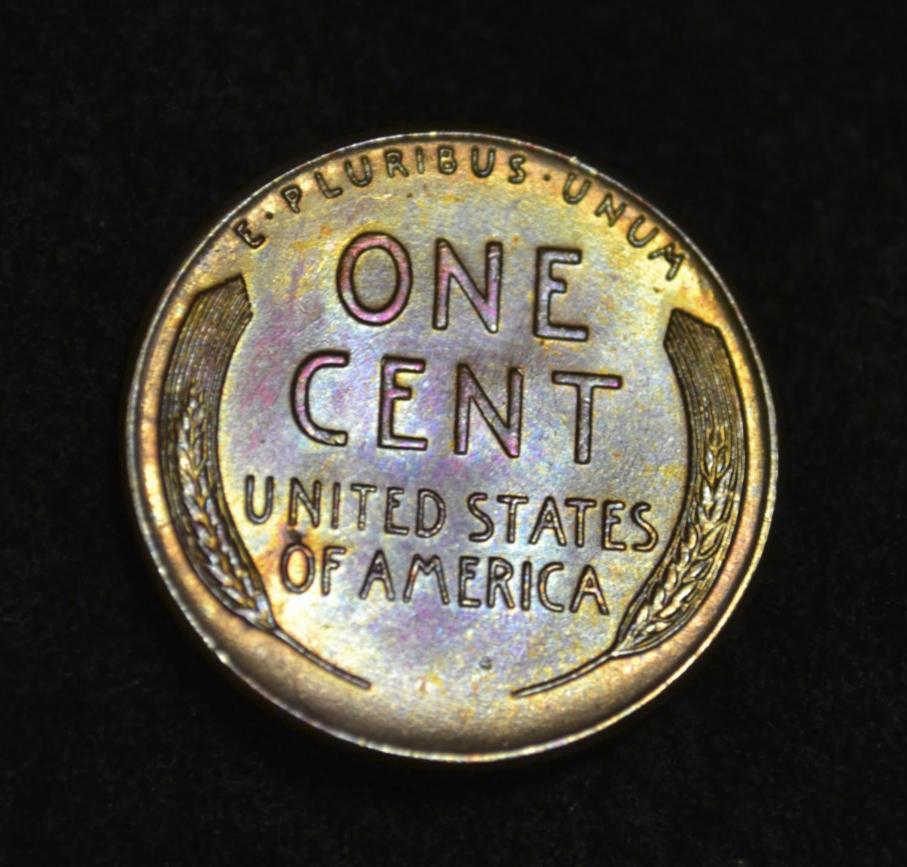 E·PLURIBUS·UNUM
ONE
CENT
UNITED STATES
OF AMERICA